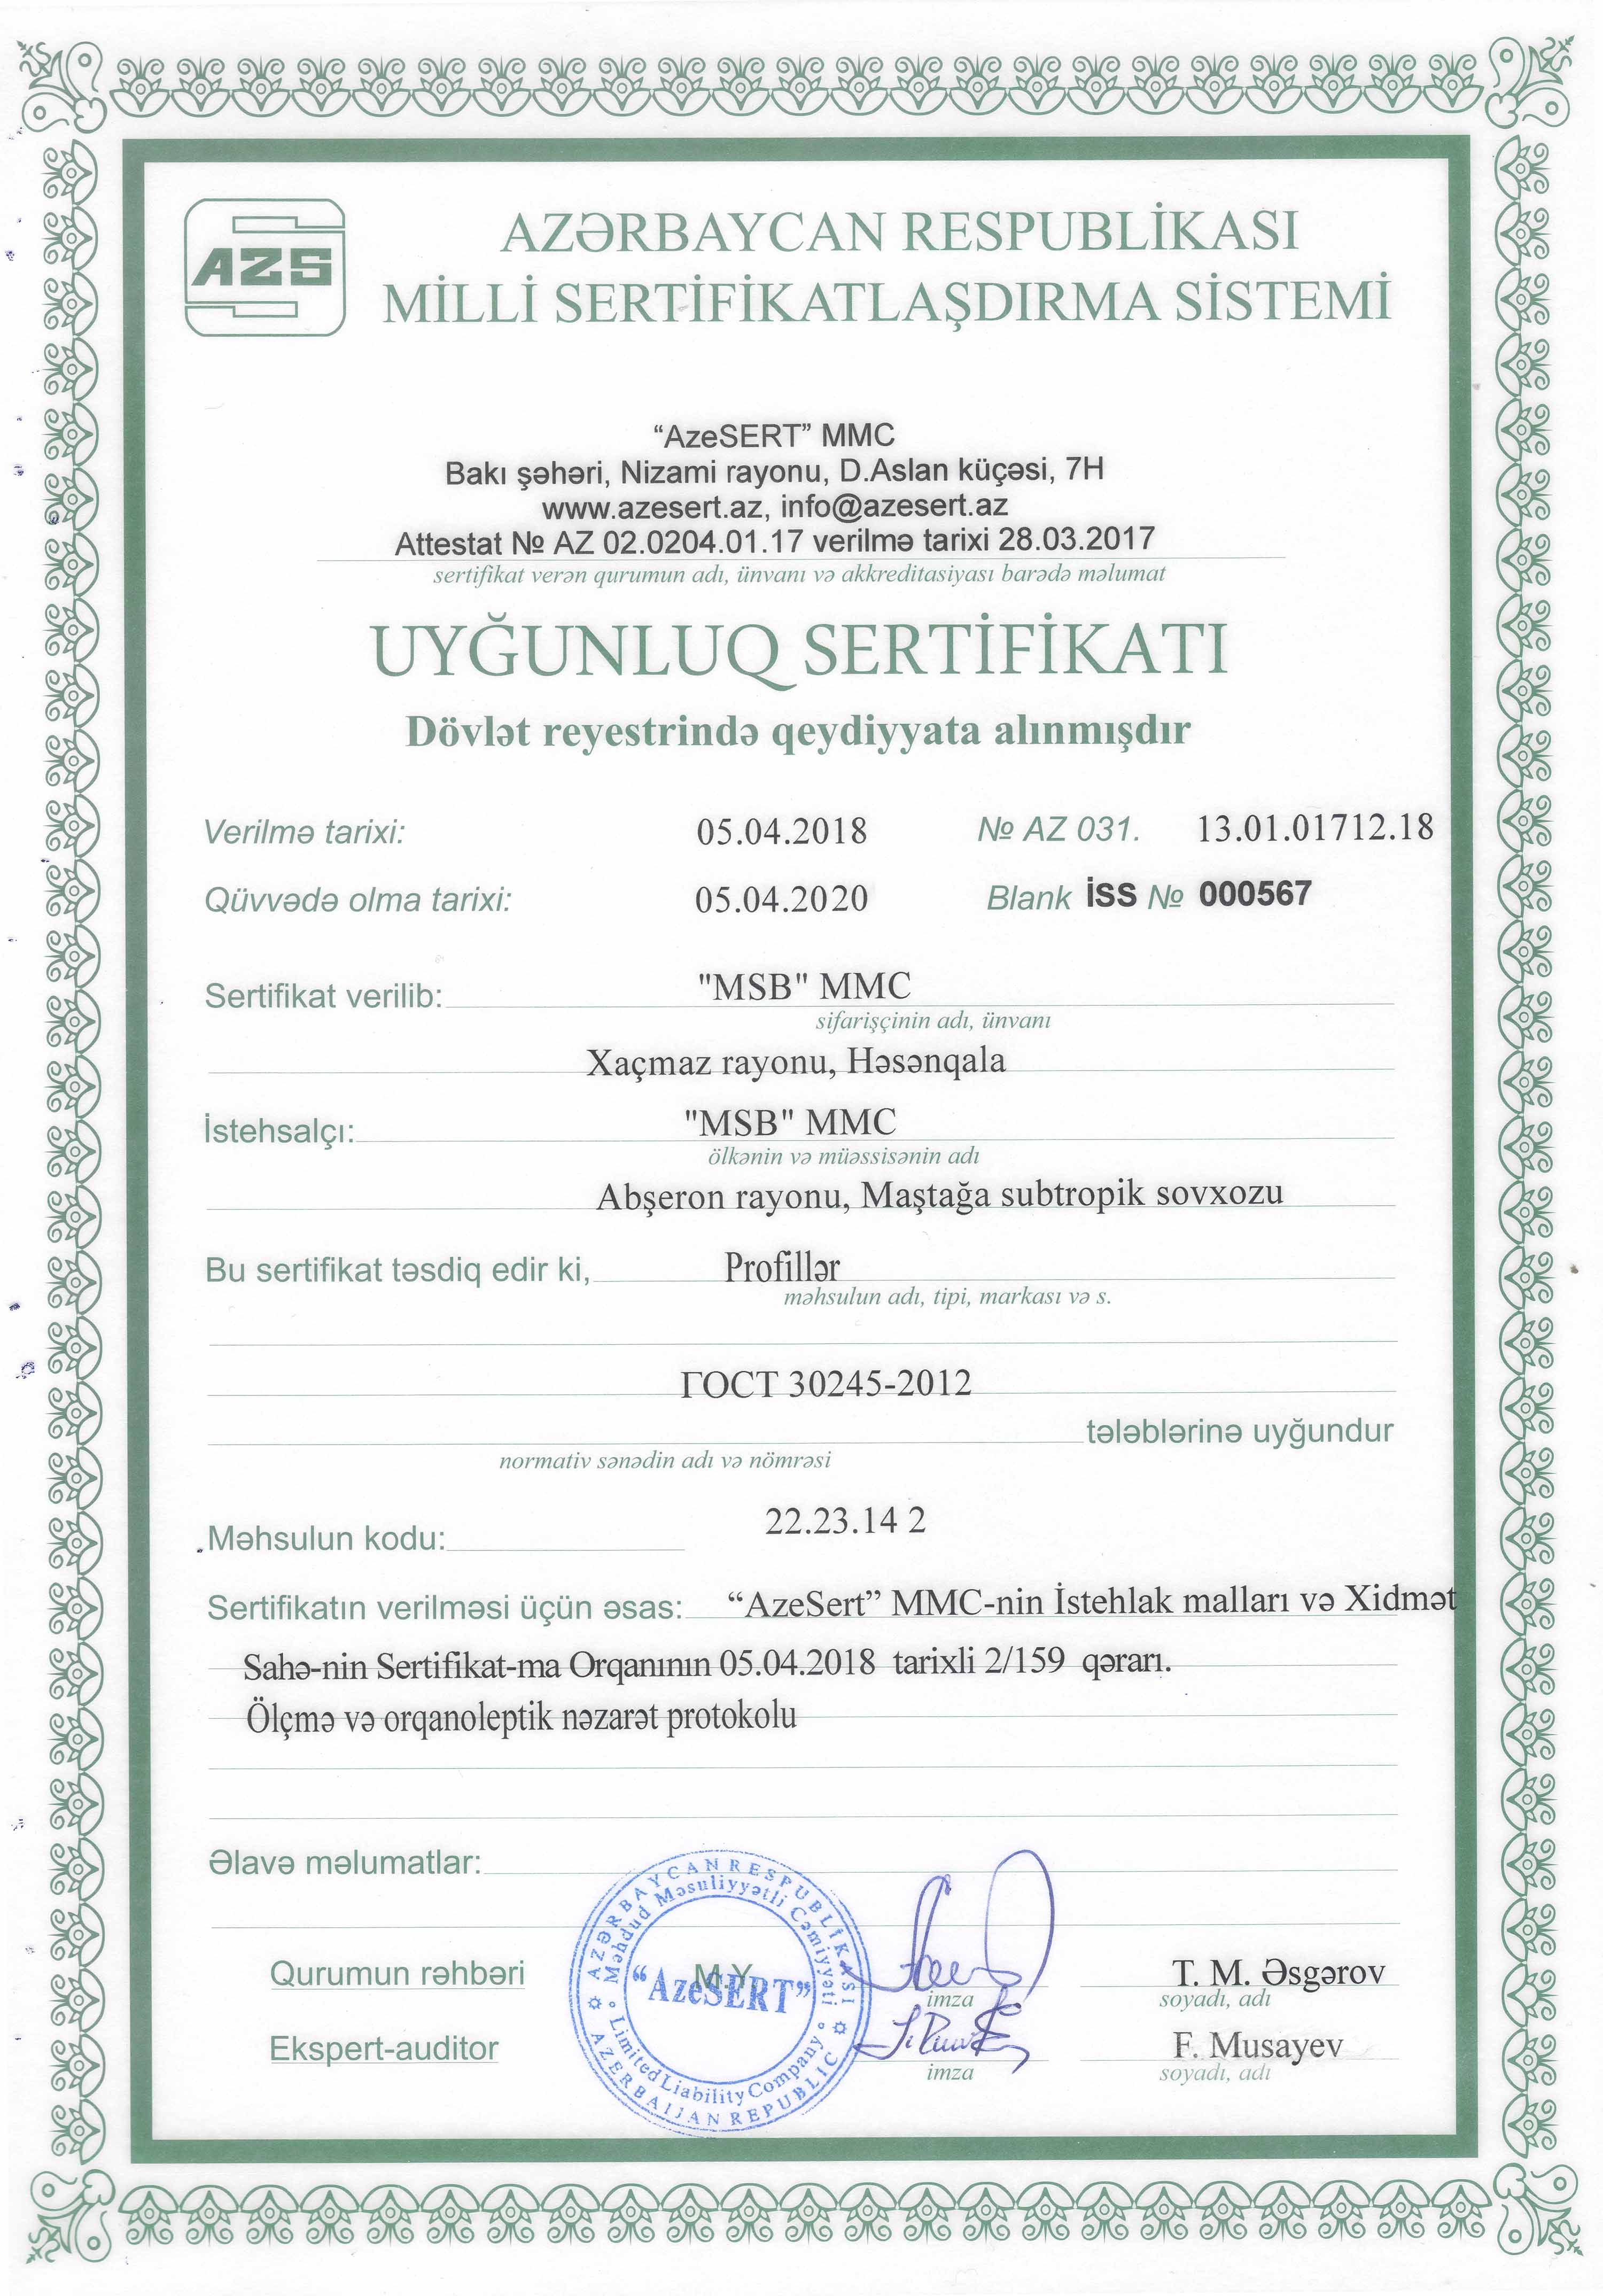 AZS
AZƏRBAYCAN RESPUBLİKASI
MİLLİ SERTİFİKATLAŞDIRMA SİSTEMİ
“AzeSERT” MMC
Bakı şəhəri, Nizami rayonu, D.Aslan küçəsi, 7H
www.azesert.az, info@azesert.az
Attestat № AZ 02.0204.01.17 verilmə tarixi 28.03.2017
sertifikat verən qurumun adı, ünvanı və akkreditasiyası barədə məlumat
UYĞUNLUQ SERTİFİKATI
Dövlət reyestrində qeydiyyata alınmışdır
Verilmə tarixi: 05.04.2018 № AZ 031. 13.01.01712.18
Qüvvədə olma tarixi: 05.04.2020 Blank İSS № 000567
Sertifikat verilib: "MSB" MMC
sifarişçinin adı, ünvanı
Xaçmaz rayonu, Həsənqala
İstehsalçı: "MSB" MMC
ölkənin və müəssisənin adı
Abşeron rayonu, Maştağa subtropik sovxozu
Bu sertifikat təsdiq edir ki, Profillər
məhsulun adı, tipi, markası və s.
ГОСТ 30245-2012
tələblərinə uyğundur
normativ sənədin adı və nömrəsi
Məhsulun kodu: 22.23.14 2
Sertifikatın verilməsi üçün əsas: “AzeSert” MMC-nin İstehlak malları və Xidmət
Sahə-nin Sertifikat-ma Orqanının 05.04.2018 tarixli 2/159 qərarı.
Ölçmə və orqanoleptik nəzarət protokolu
Əlavə məlumatlar:
AZƏRBAYCAN RESPUBLİKASI
Məhdud Məsuliyyətli Cəmiyyəti
“AzeSERT”
M.Y.
Limited Liability Company
AZERBAIJAN REPUBLIC
Qurumun rəhbəri T. M. Əsgərov
imza soyadı, adı
Ekspert-auditor F. Musayev
imza soyadı, adı